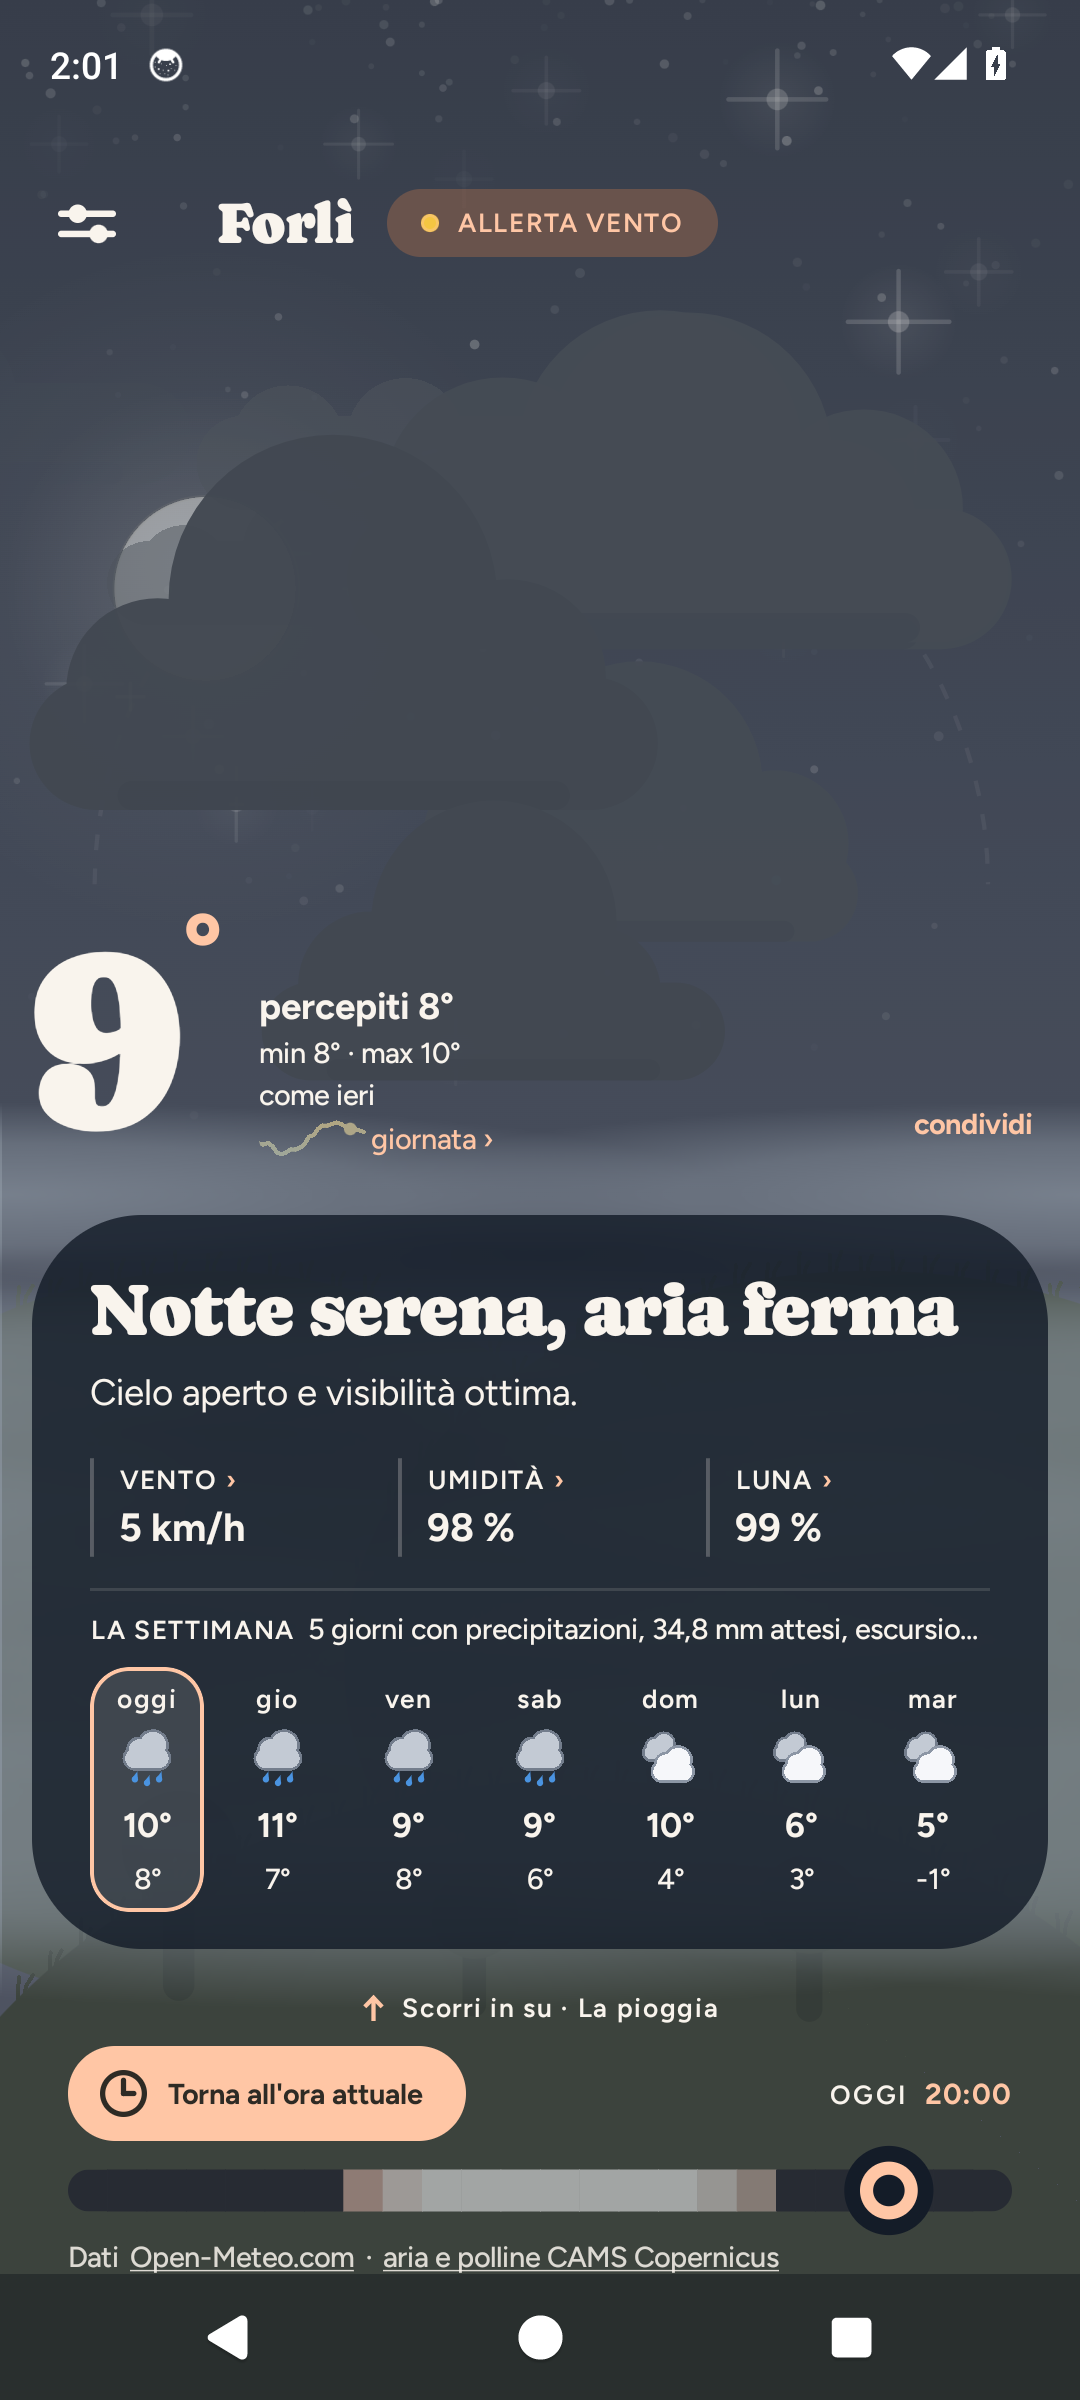 2:01
Forlì
ALLERTA VENTO
9°
percepiti 8°
min 8° · max 10°
come ieri
giornata ›
condividi
Notte serena, aria ferma
Cielo aperto e visibilità ottima.
VENTO › UMIDITÀ › LUNA ›
5 km/h 98 % 99 %
LA SETTIMANA 5 giorni con precipitazioni, 34,8 mm attesi, escursio...
oggi gio ven sab dom lun mar
10° 11° 9° 9° 10° 6° 5°
8° 7° 8° 6° 4° 3° -1°
↑ Scorri in su · La pioggia
Torna all'ora attuale
OGGI 20:00
Dati Open-Meteo.com · aria e polline CAMS Copernicus